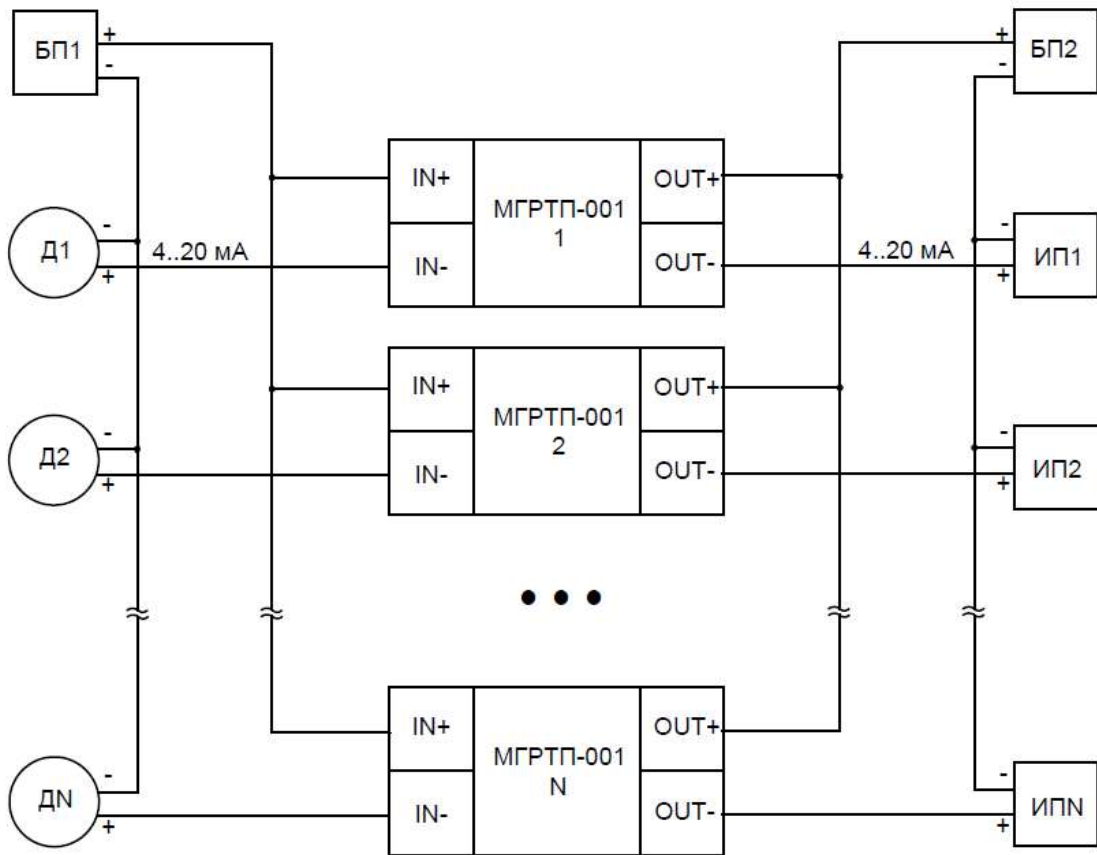 БП1
+
-
+
-
БП2
IN+
МГРТП-001
1
OUT+
IN-
OUT-
Д1
-
+
4..20 мА
4..20 мА
-
+
ИП1
IN+
МГРТП-001
2
OUT+
IN-
OUT-
Д2
-
+
-
+
ИП2
• • •
IN+
МГРТП-001
N
OUT+
IN-
OUT-
ДN
-
+
-
+
ИПN